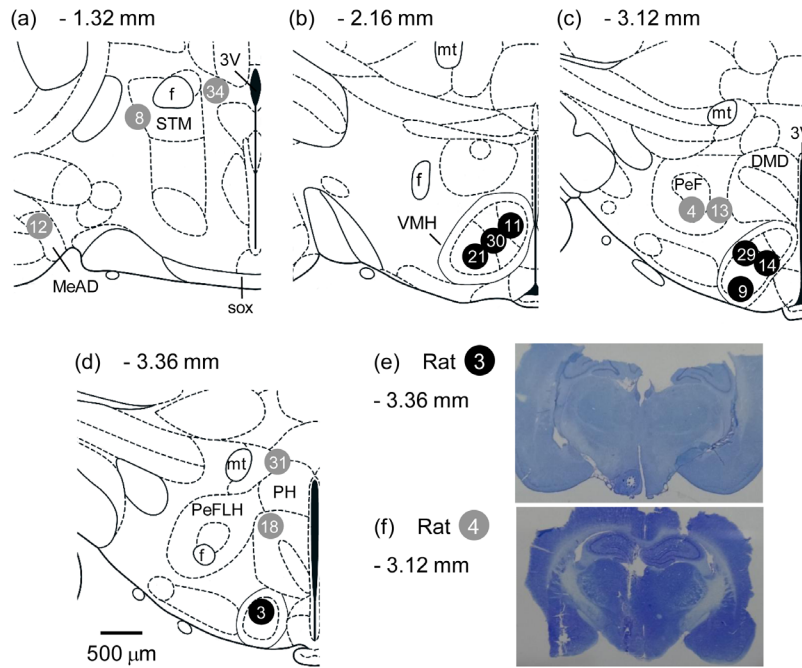 (a) - 1.32 mm
(b) - 2.16 mm
(c) - 3.12 mm
3V
f
34
8
STM
12
MeAD
sox
mt
f
VMH
11
30
21
mt
3V
DMD
PeF
4
13
29
14
9
(d) - 3.36 mm
mt
31
PH
PeFLH
18
f
3
500 μm
(e) Rat 3
- 3.36 mm
(f) Rat 4
- 3.12 mm